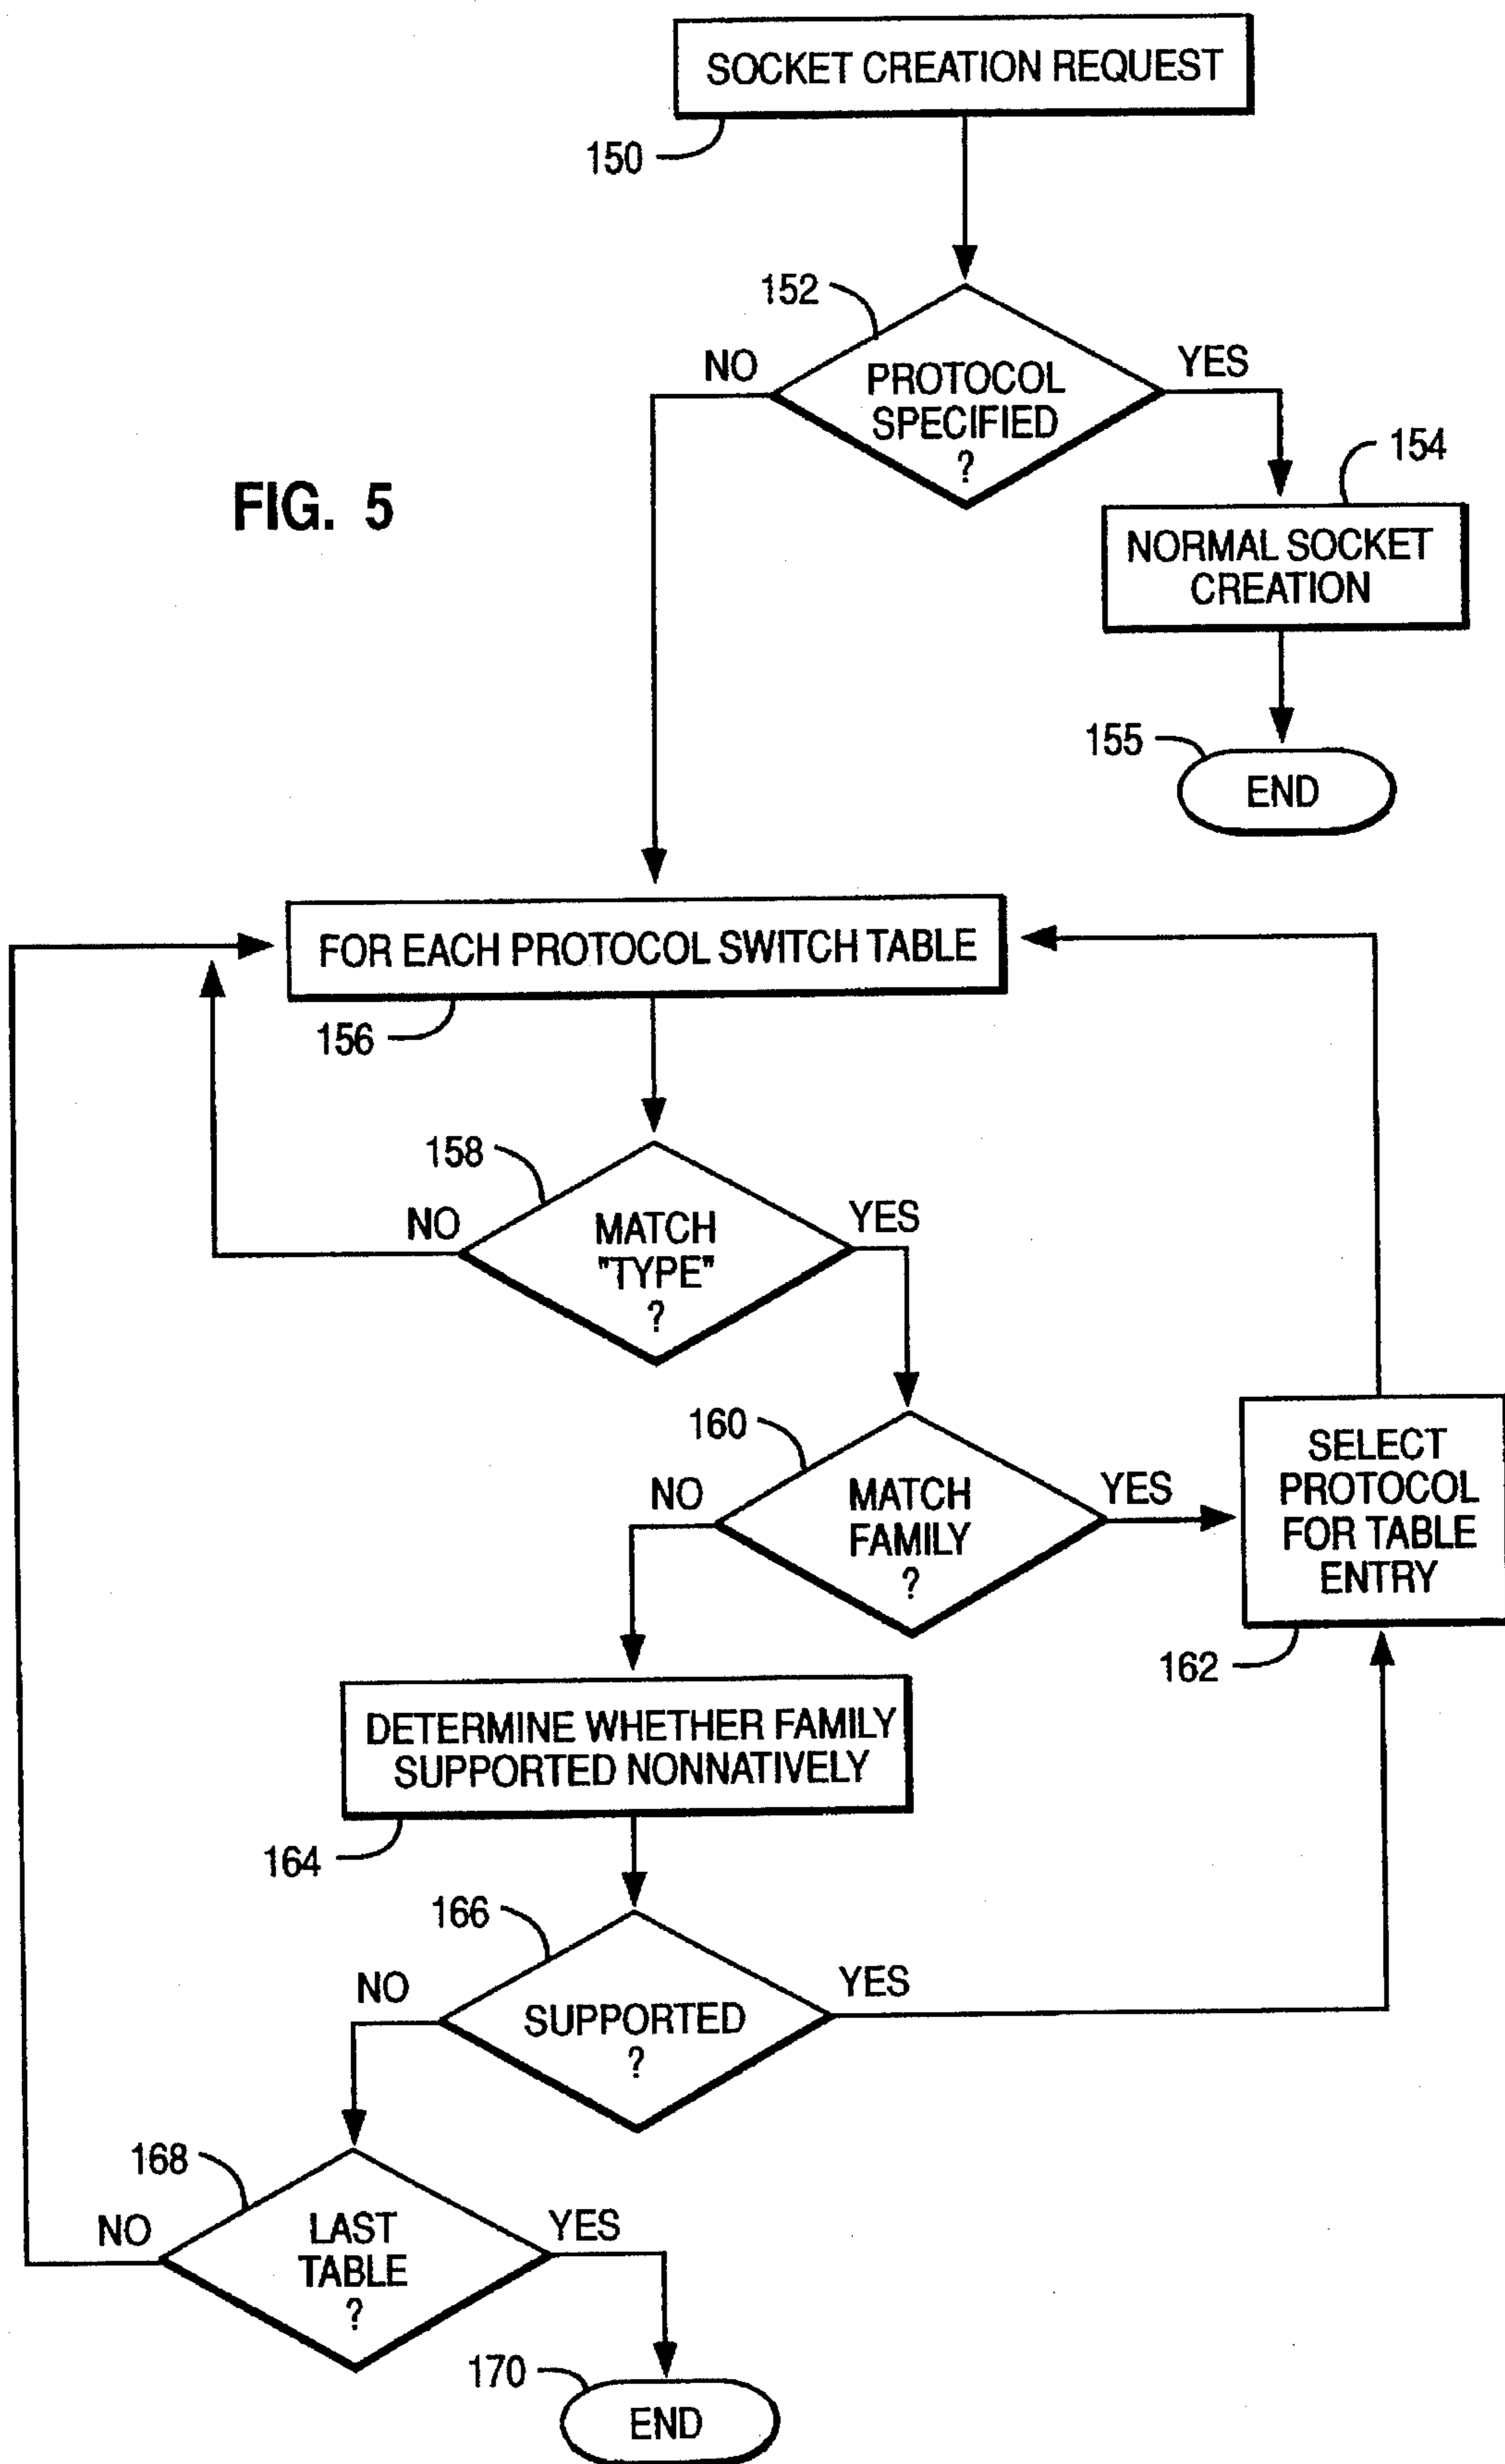 SOCKET CREATION REQUEST
150
152
NO
YES
PROTOCOL
SPECIFIED
?
154
FIG. 5
NORMAL SOCKET
CREATION
155
END
FOR EACH PROTOCOL SWITCH TABLE
156
158
NO
YES
MATCH
"TYPE"
?
160
NO
YES
MATCH
FAMILY
?
SELECT
PROTOCOL
FOR TABLE
ENTRY
162
DETERMINE WHETHER FAMILY
SUPPORTED NONNATIVELY
164
166
NO
YES
SUPPORTED
?
168
NO
YES
LAST
TABLE
?
170
END